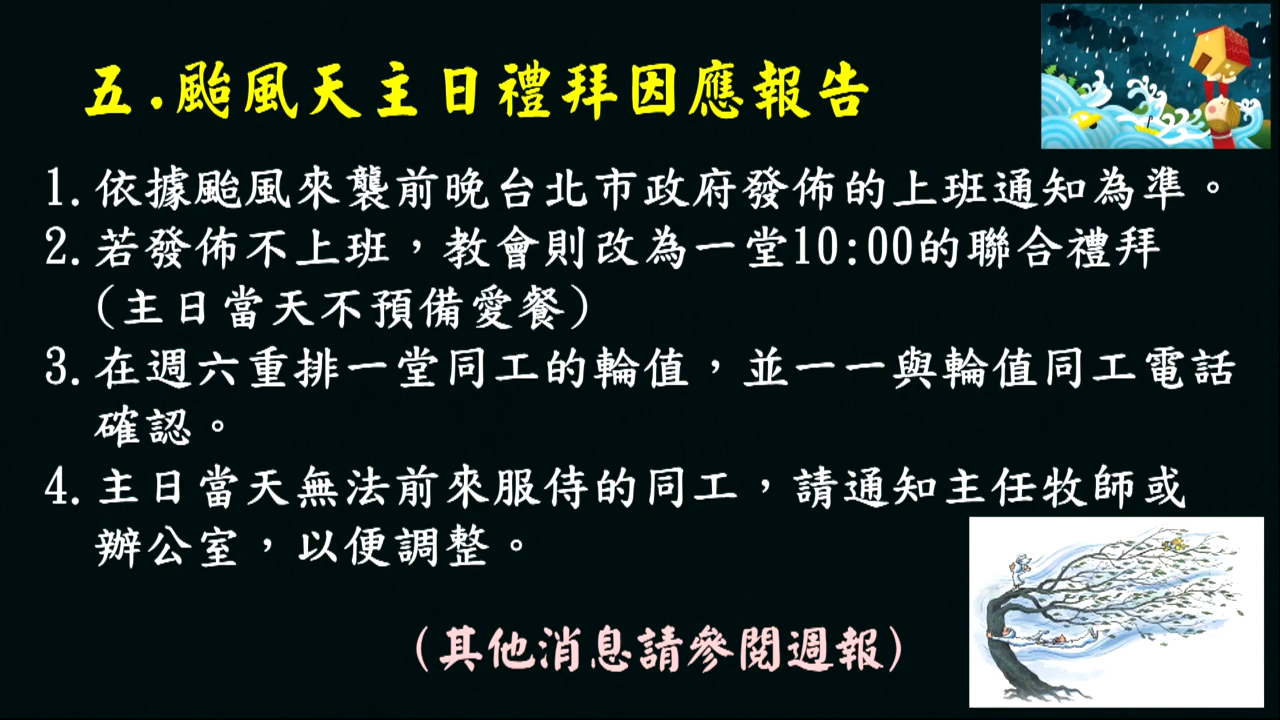 五.颱風天主日禮拜因應報告
1.依據颱風來襲前晚台北市政府發佈的上班通知為準。
2.若發佈不上班，教會則改為一堂10:00的聯合禮拜
(主日當天不預備愛餐)
3.在週六重排一堂同工的輪值，並一一與輪值同工電話
確認。
4.主日當天無法前來服侍的同工，請通知主任牧師或
辦公室，以便調整。
(其他消息請參閱週報)